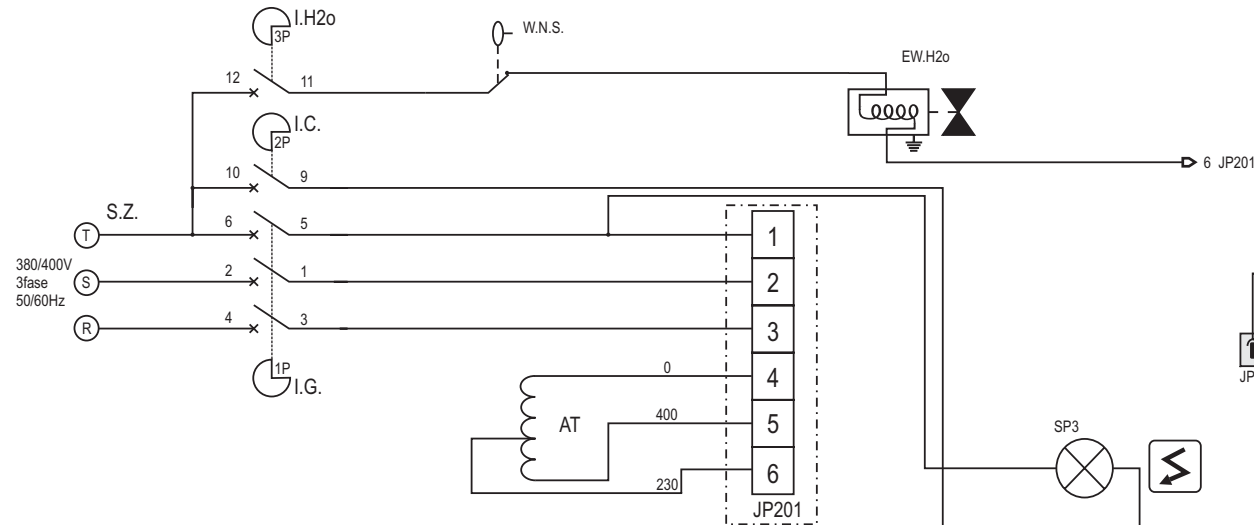 I.H2o
3P
W.N.S.
EW.H2o
12 11
I.C.
2P
6 JP201
10 9
S.Z.
T 6 5 1
380/400V
3fase
50/60Hz
S 2 1 2
R 4 3 3
1P
I.G.
0 4
AT 400 5
SP3
230 6
JP201
JP